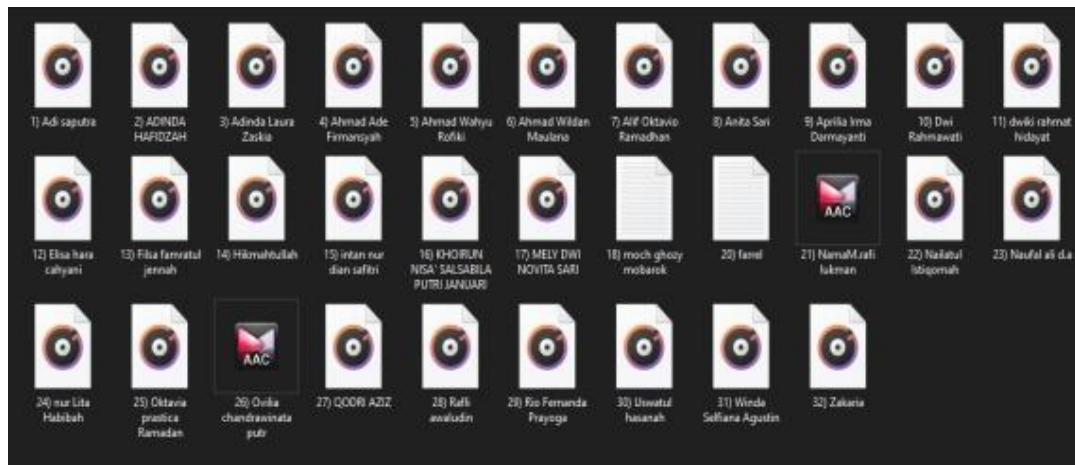 1) Adi saputra
2) ADINDA
HAFIDZAH
3) Adinda Laura
Zaskia
4) Ahmad Ade
Firmansyah
5) Ahmad Wahyu
Rofiki
6) Ahmad Wildan
Maulana
7) Alif Oktavio
Ramadhan
8) Anita Sari
9) Aprilia Irma
Darmayanti
10) Dwi
Rahmawati
11) dwiki rahmat
hidayat
12) Elisa hara
cahyani
13) Filsa famratul
jennah
14) Hikmahtullah
15) intan nur
dian safitri
16) KHOIRUN
NISA' SALSABILA
PUTRI JANUARI
17) MELY DWI
NOVITA SARI
18) moch ghozy
mobarok
20) farrel
AAC
21) NamaM.rafi
lukman
22) Nailatul
Istiqomah
23) Naufal ali d.a
24) nur Lita
Habibah
25) Oktavia
prastica
Ramadan
AAC
26) Ovilia
chandrawinata
putr
27) QODRI AZIZ
28) Raffi
awaludin
29) Rio Fernanda
Prayoga
30) Uswatul
hasanah
31) Winda
Selfiana Agustin
32) Zakaria